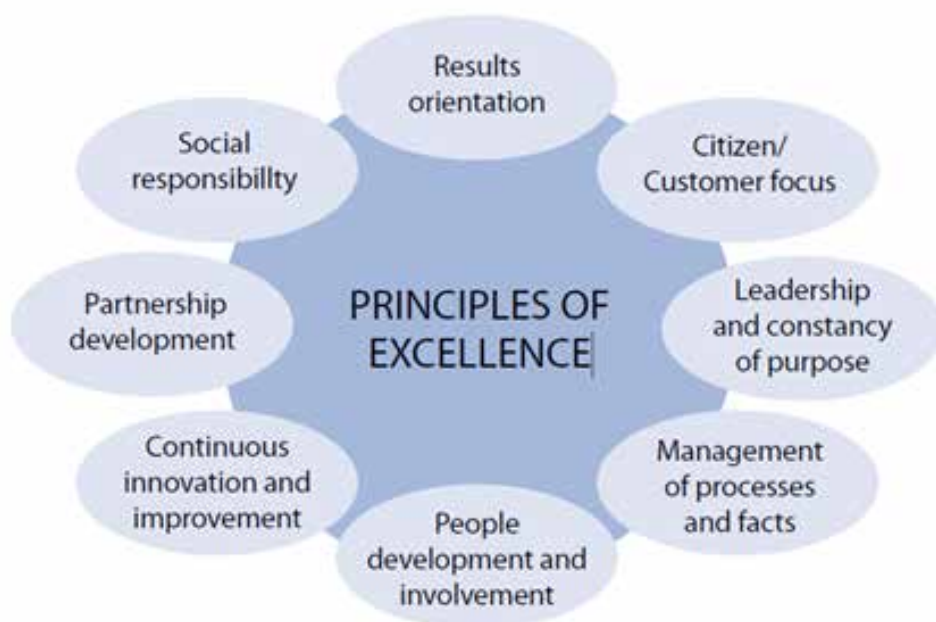 Results
orientation
Citizen/
Customer focus
Leadership
and constancy
of purpose
Management
of processes
and facts
People
development and
involvement
Continuous
innovation and
improvement
Partnership
development
Social
responsibillty
PRINCIPLES OF
EXCELLENCE